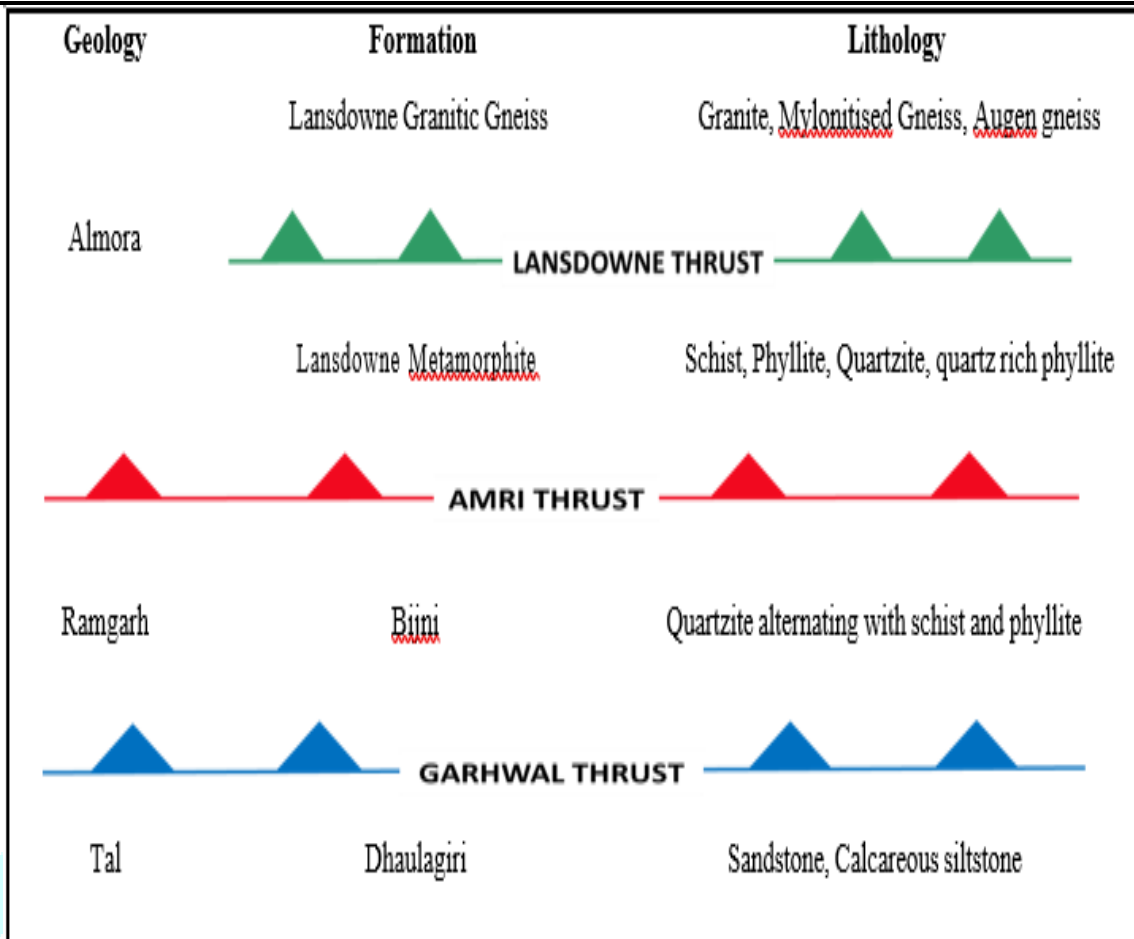 Geology Formation Lithology
Lansdowne Granitic Gneiss Granite, Mylonitised Gneiss, Augen gneiss
Almora
LANSDOWNE THRUST
Lansdowne Metamorphite Schist, Phyllite, Quartzite, quartz rich phyllite
AMRI THRUST
Ramgarh Bijni Quartzite alternating with schist and phyllite
GARHWAL THRUST
Tal Dhaulagiri Sandstone, Calcareous siltstone